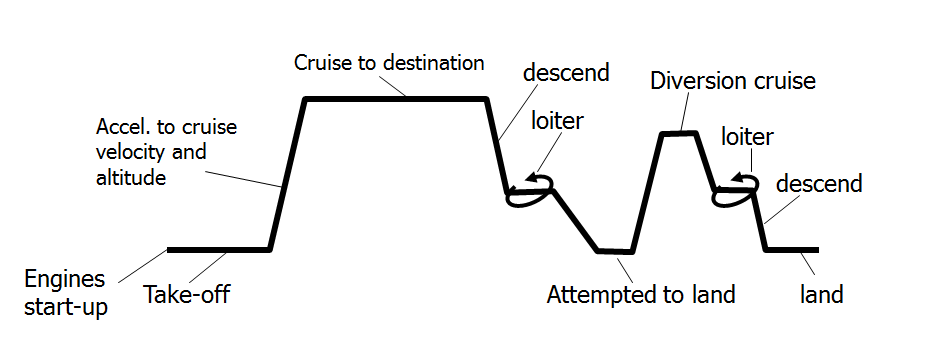 Cruise to destination
descend
Diversion cruise
Accel. to cruise
velocity and
altitude
loiter
loiter
descend
Engines
start-up
Take-off
Attempted to land
land